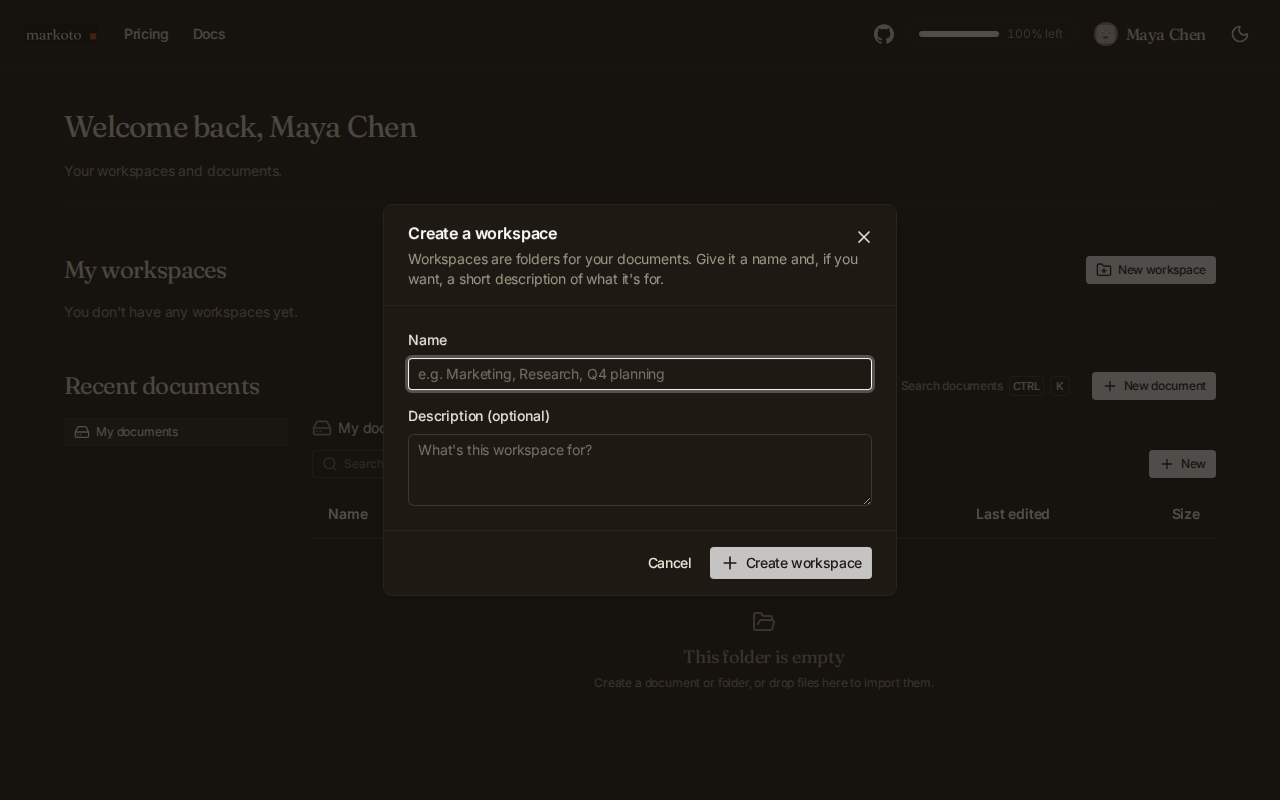 markoto
Pricing
Docs
100% left
Maya Chen
Welcome back, Maya Chen
Your workspaces and documents.
My workspaces
New workspace
You don't have any workspaces yet.
Create a workspace
Workspaces are folders for your documents. Give it a name and, if you
want, a short description of what it's for.
Name
e.g. Marketing, Research, Q4 planning
Description (optional)
What's this workspace for?
Cancel
Create workspace
Recent documents
Search documents
CTRL
K
New document
My documents
My doc
Search
New
Name
Last edited
Size
This folder is empty
Create a document or folder, or drop files here to import them.